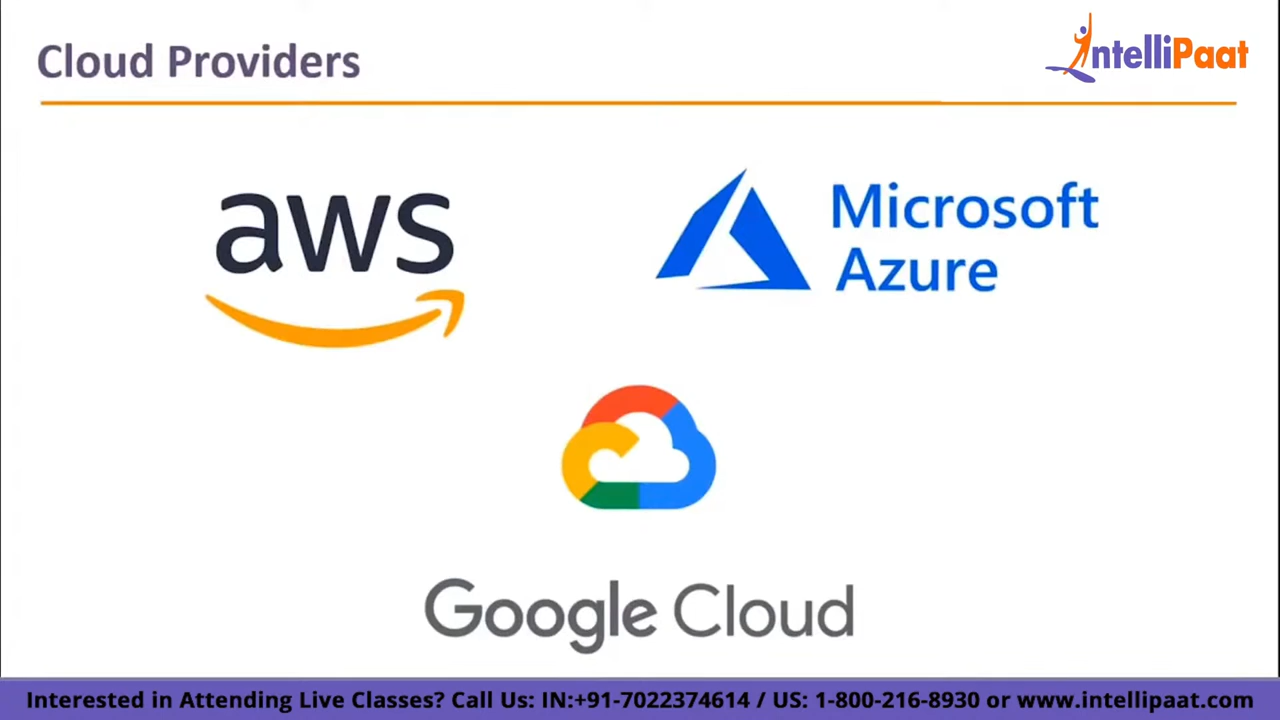 Cloud Providers
IntelliPaat
aws
Microsoft
Azure
Google Cloud
Interested in Attending Live Classes? Call Us: IN:+91-7022374614 / US: 1-800-216-8930 or www.intellipaat.com